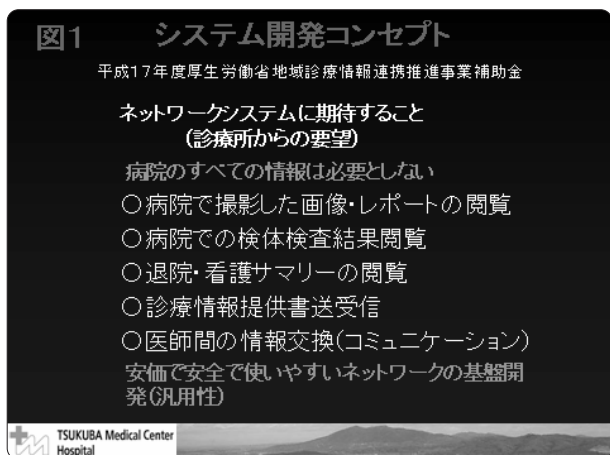 図1 システム開発コンセプト
平成17年度厚生労働省地域診療情報連携推進事業補助金
ネットワークシステムに期待すること
(診療所からの要望)
病院のすべての情報は必要としない
○病院で撮影した画像・レポートの閲覧
○病院での検体検査結果閲覧
○退院・看護サマリーの閲覧
○診療情報提供書送受信
○医師間の情報交換(コミュニケーション)
安価で安全で使いやすいネットワークの基盤開
発(汎用性)
TSUKUBA Medical Center
Hospital